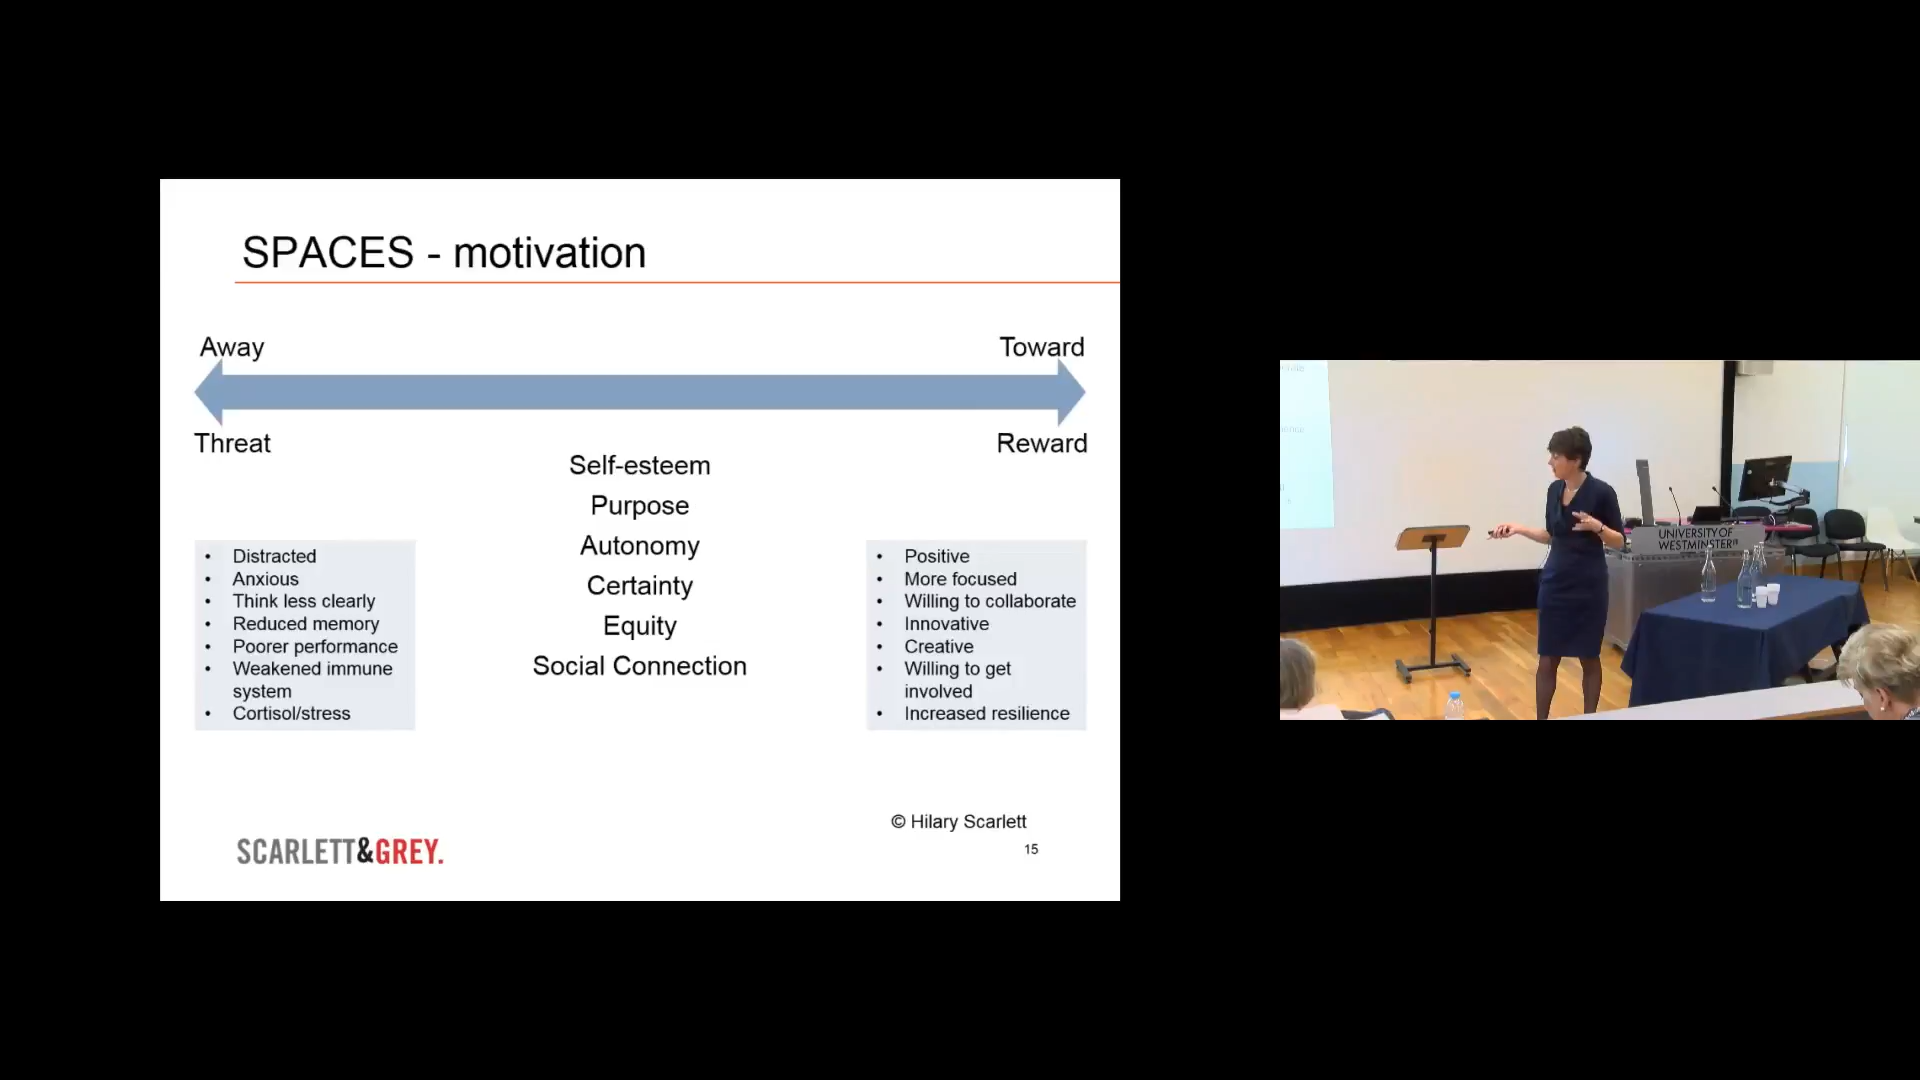 SPACES - motivation
Away
Toward
Threat
Reward
Self-esteem
Purpose
Autonomy
Certainty
Equity
Social Connection
• Distracted
• Anxious
• Think less clearly
• Reduced memory
• Poorer performance
• Weakened immune
system
• Cortisol/stress
• Positive
• More focused
• Willing to collaborate
• Innovative
• Creative
• Willing to get
involved
• Increased resilience
© Hilary Scarlett
15
SCARLETT&GREY.
UNIVERSITY OF
WESTMINSTER